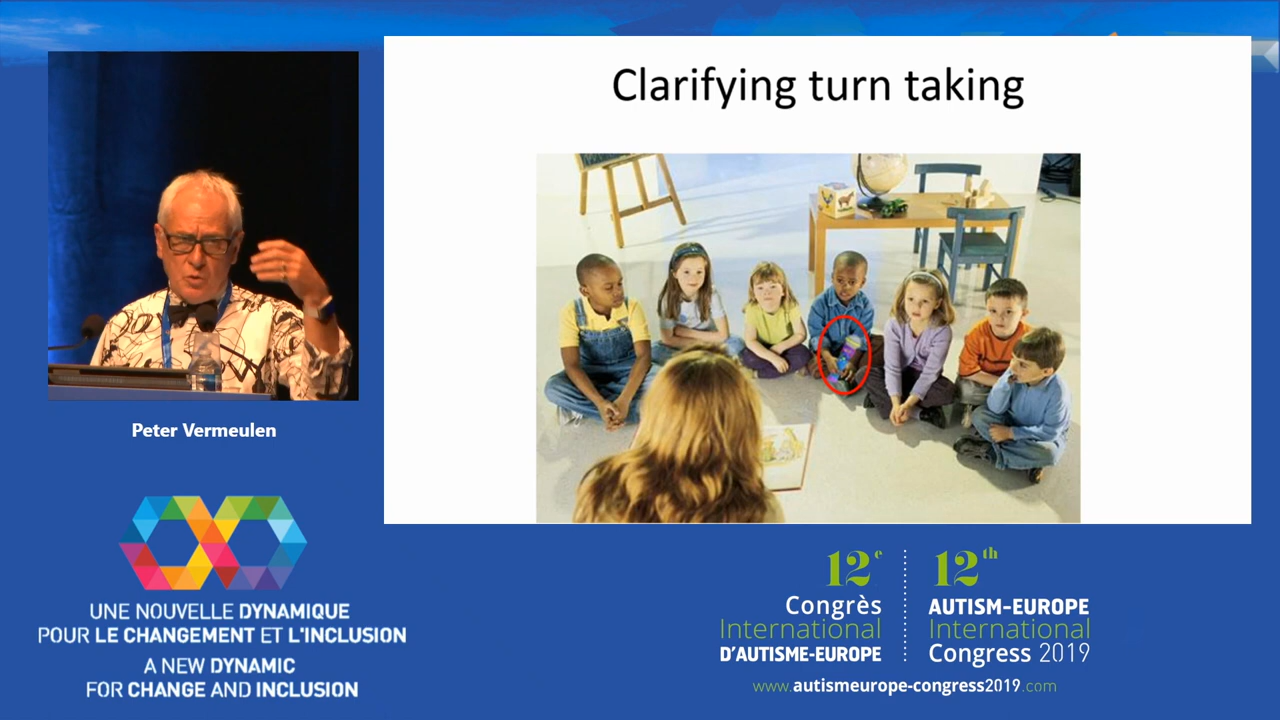 Clarifying turn taking
Peter Vermeulen
UNE NOUVELLE DYNAMIQUE
POUR LE CHANGEMENT ET L'INCLUSION
A NEW DYNAMIC
FOR CHANGE AND INCLUSION
12e
Congrès
International
D'AUTISME-EUROPE
12th
AUTISM-EUROPE
International
Congress 2019
www.autismeurope-congress2019.com